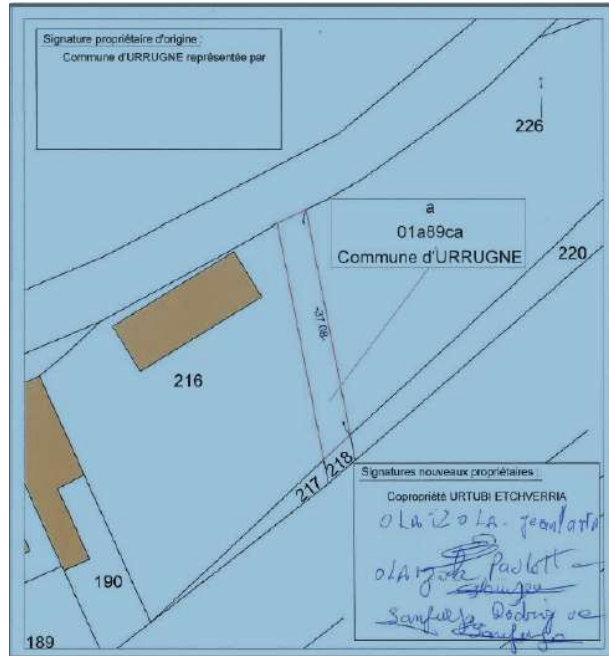 Signature propriétaire d'origine :
Commune d'URRUGNE représentée par
226
a
01a89ca
Commune d'URRUGNE
220
-37.08-
216
217
218
190
189
Signatures nouveaux propriétaires :
Copropriété URTUBI ETCHVERRIA
OLAIZOLA
OLAIZOLA